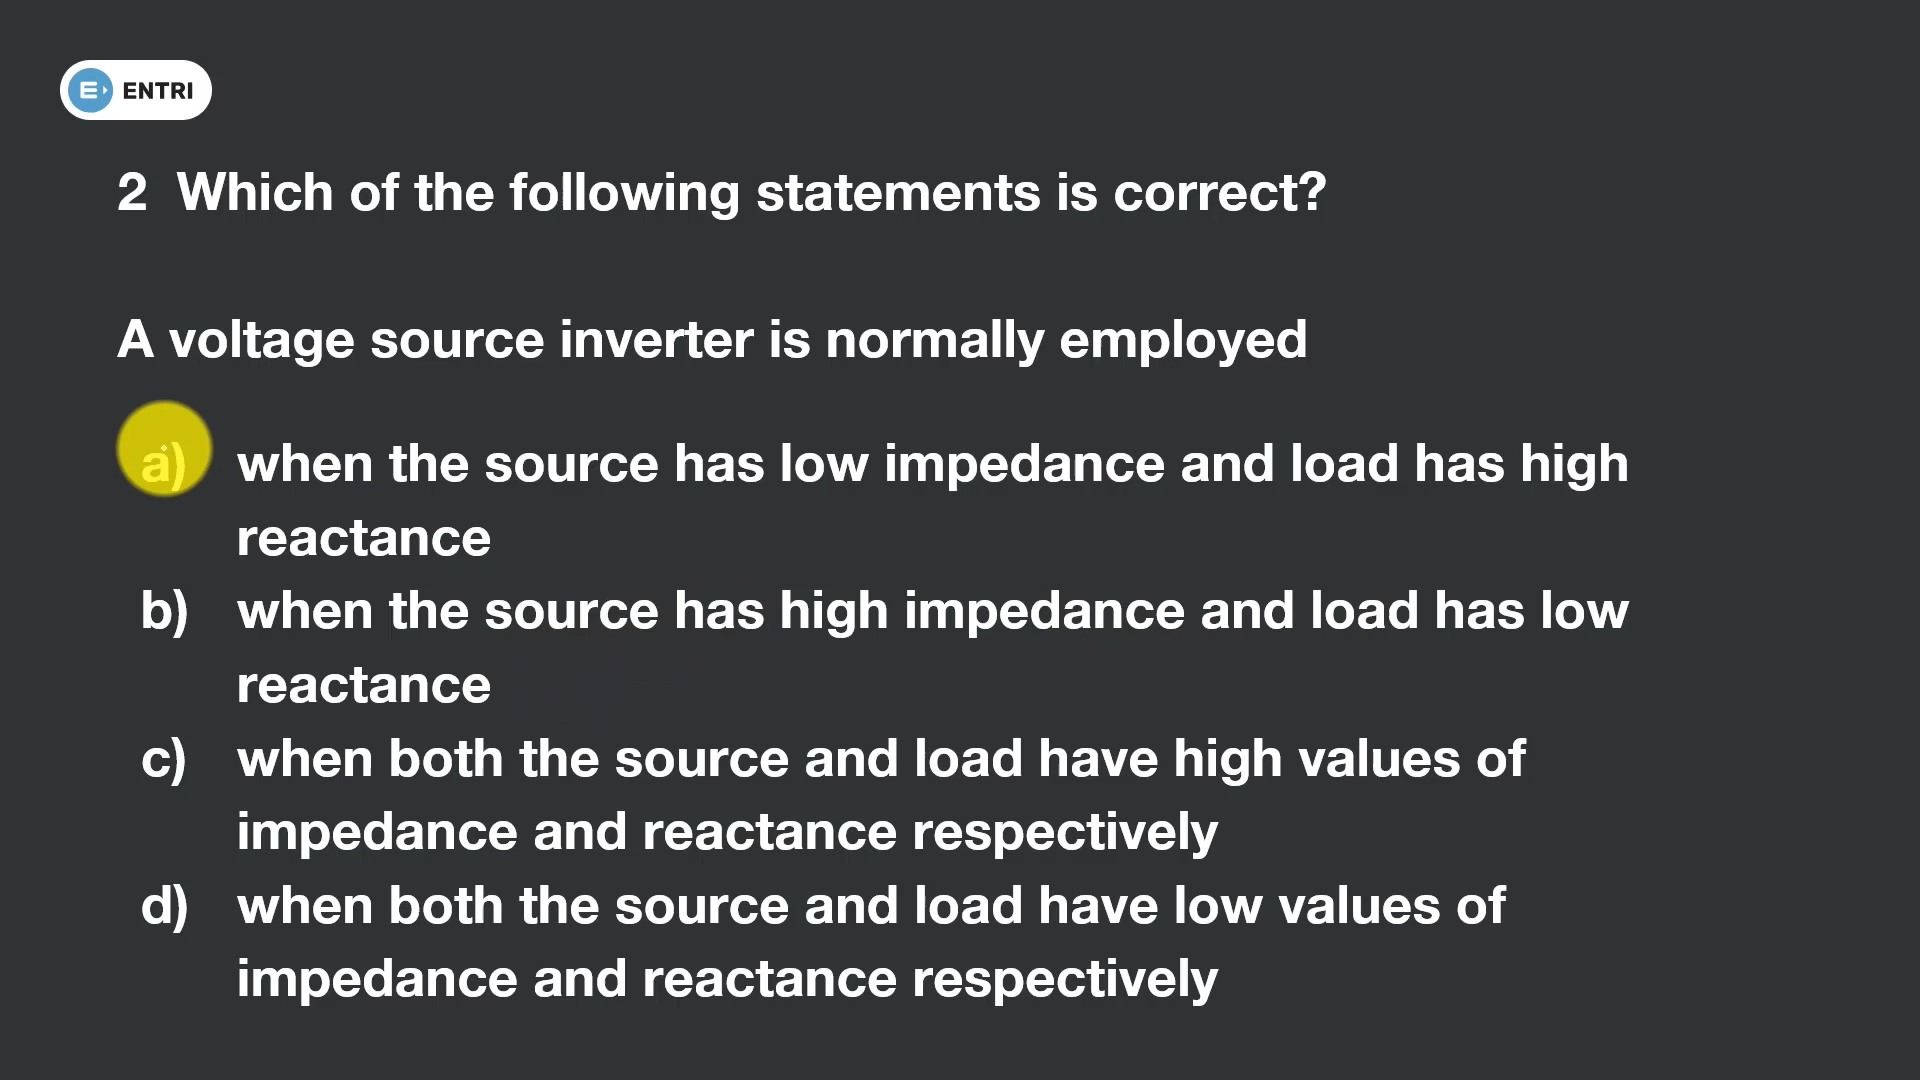 ENTRI
2 Which of the following statements is correct?
A voltage source inverter is normally employed
a) when the source has low impedance and load has high
reactance
b) when the source has high impedance and load has low
reactance
c) when both the source and load have high values of
impedance and reactance respectively
d) when both the source and load have low values of
impedance and reactance respectively